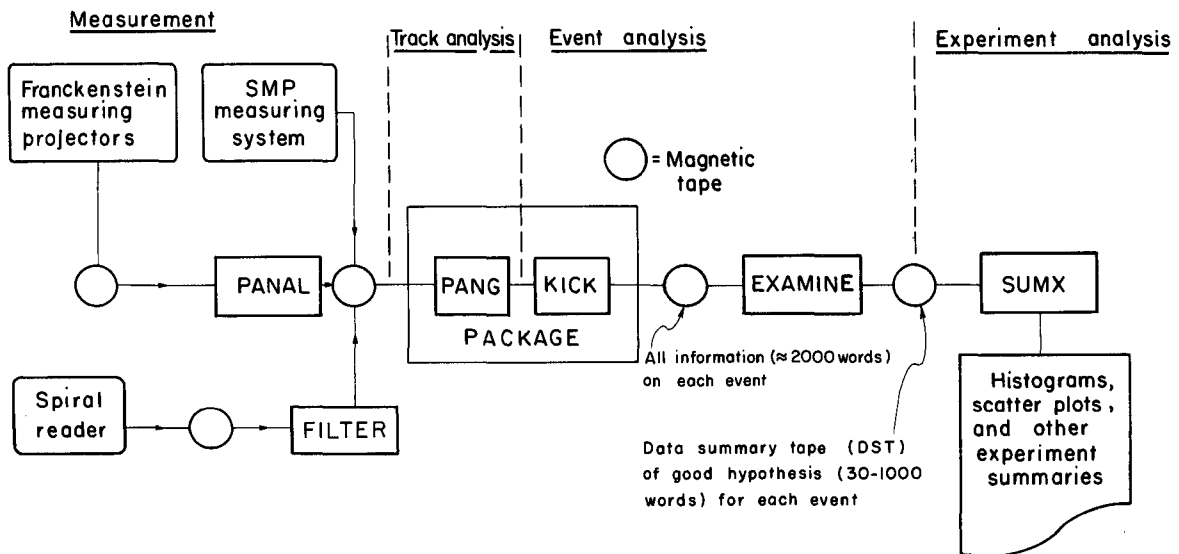 Measurement
Track analysis
Event analysis
Experiment analysis
Franckenstein
measuring
projectors
SMP
measuring
system
= Magnetic
tape
PANAL
PANG
KICK
PACKAGE
EXAMINE
SUMX
All information (≈ 2000 words)
on each event
Spiral
reader
FILTER
Data summary tape (DST)
of good hypothesis (30-1000
words) for each event
Histograms,
scatter plots,
and other
experiment
summaries